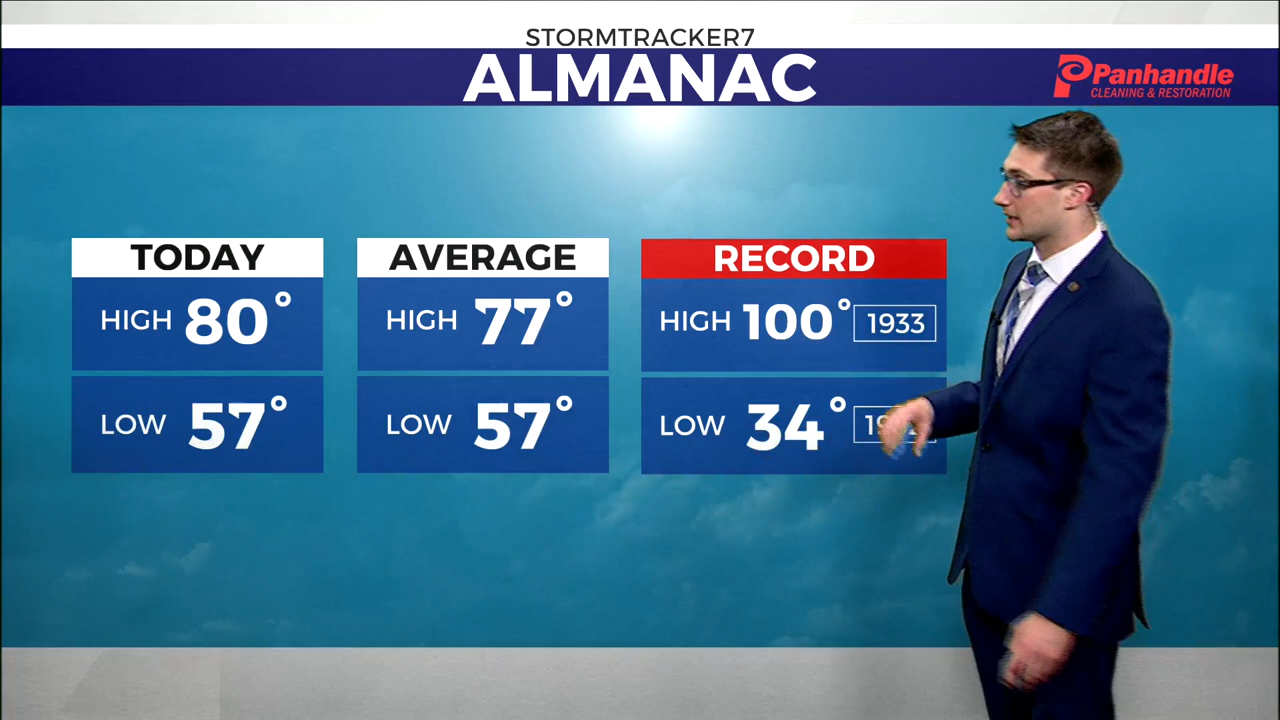 STORMTRACKER7
ALMANAC
Panhandle
CLEANING & RESTORATION
TODAY
HIGH 80°
LOW 57°
AVERAGE
HIGH 77°
LOW 57°
RECORD
HIGH 100° 1933
LOW 34°